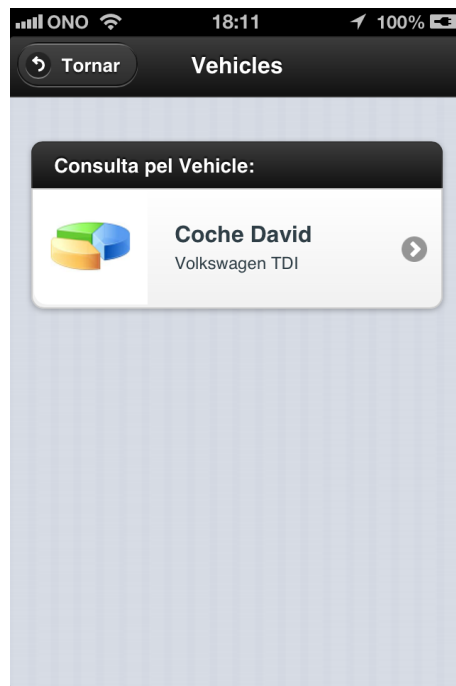 ONO 18:11 100%
Tornar Vehicles
Consulta pel Vehicle:
Coche David
Volkswagen TDI